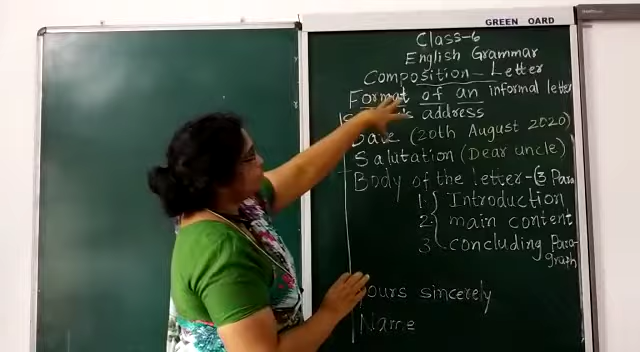 GREEN OARD
Class-6
English Grammar
Composition - Letter
Format of an informal letter
address
Date (20th August 2020)
Salutation (Dear uncle)
Body of the letter - (3 Para
1. Introduction
2. main content
3. concluding Para-
graph
yours sincerely
Name